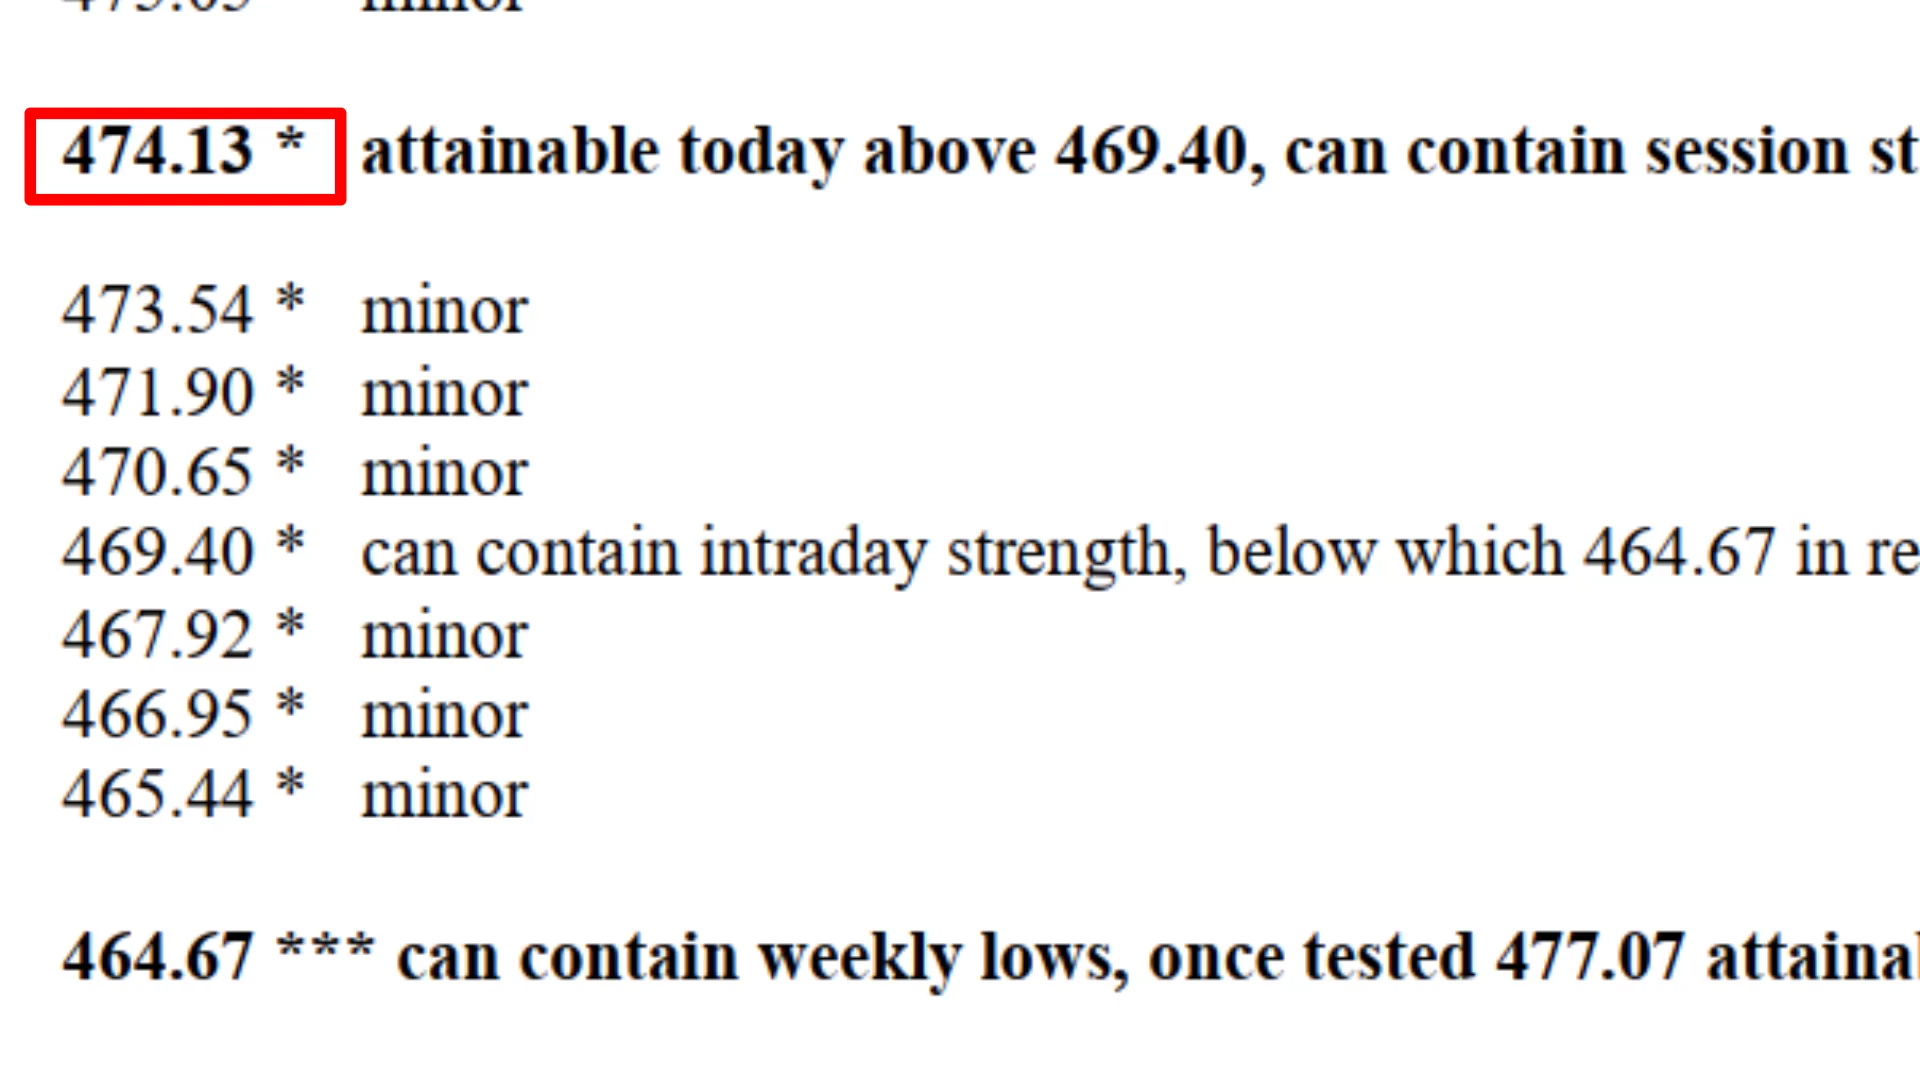 474.13 * attainable today above 469.40, can contain session st
473.54 * minor
471.90 * minor
470.65 * minor
469.40 * can contain intraday strength, below which 464.67 in re
467.92 * minor
466.95 * minor
465.44 * minor
464.67 *** can contain weekly lows, once tested 477.07 attaina